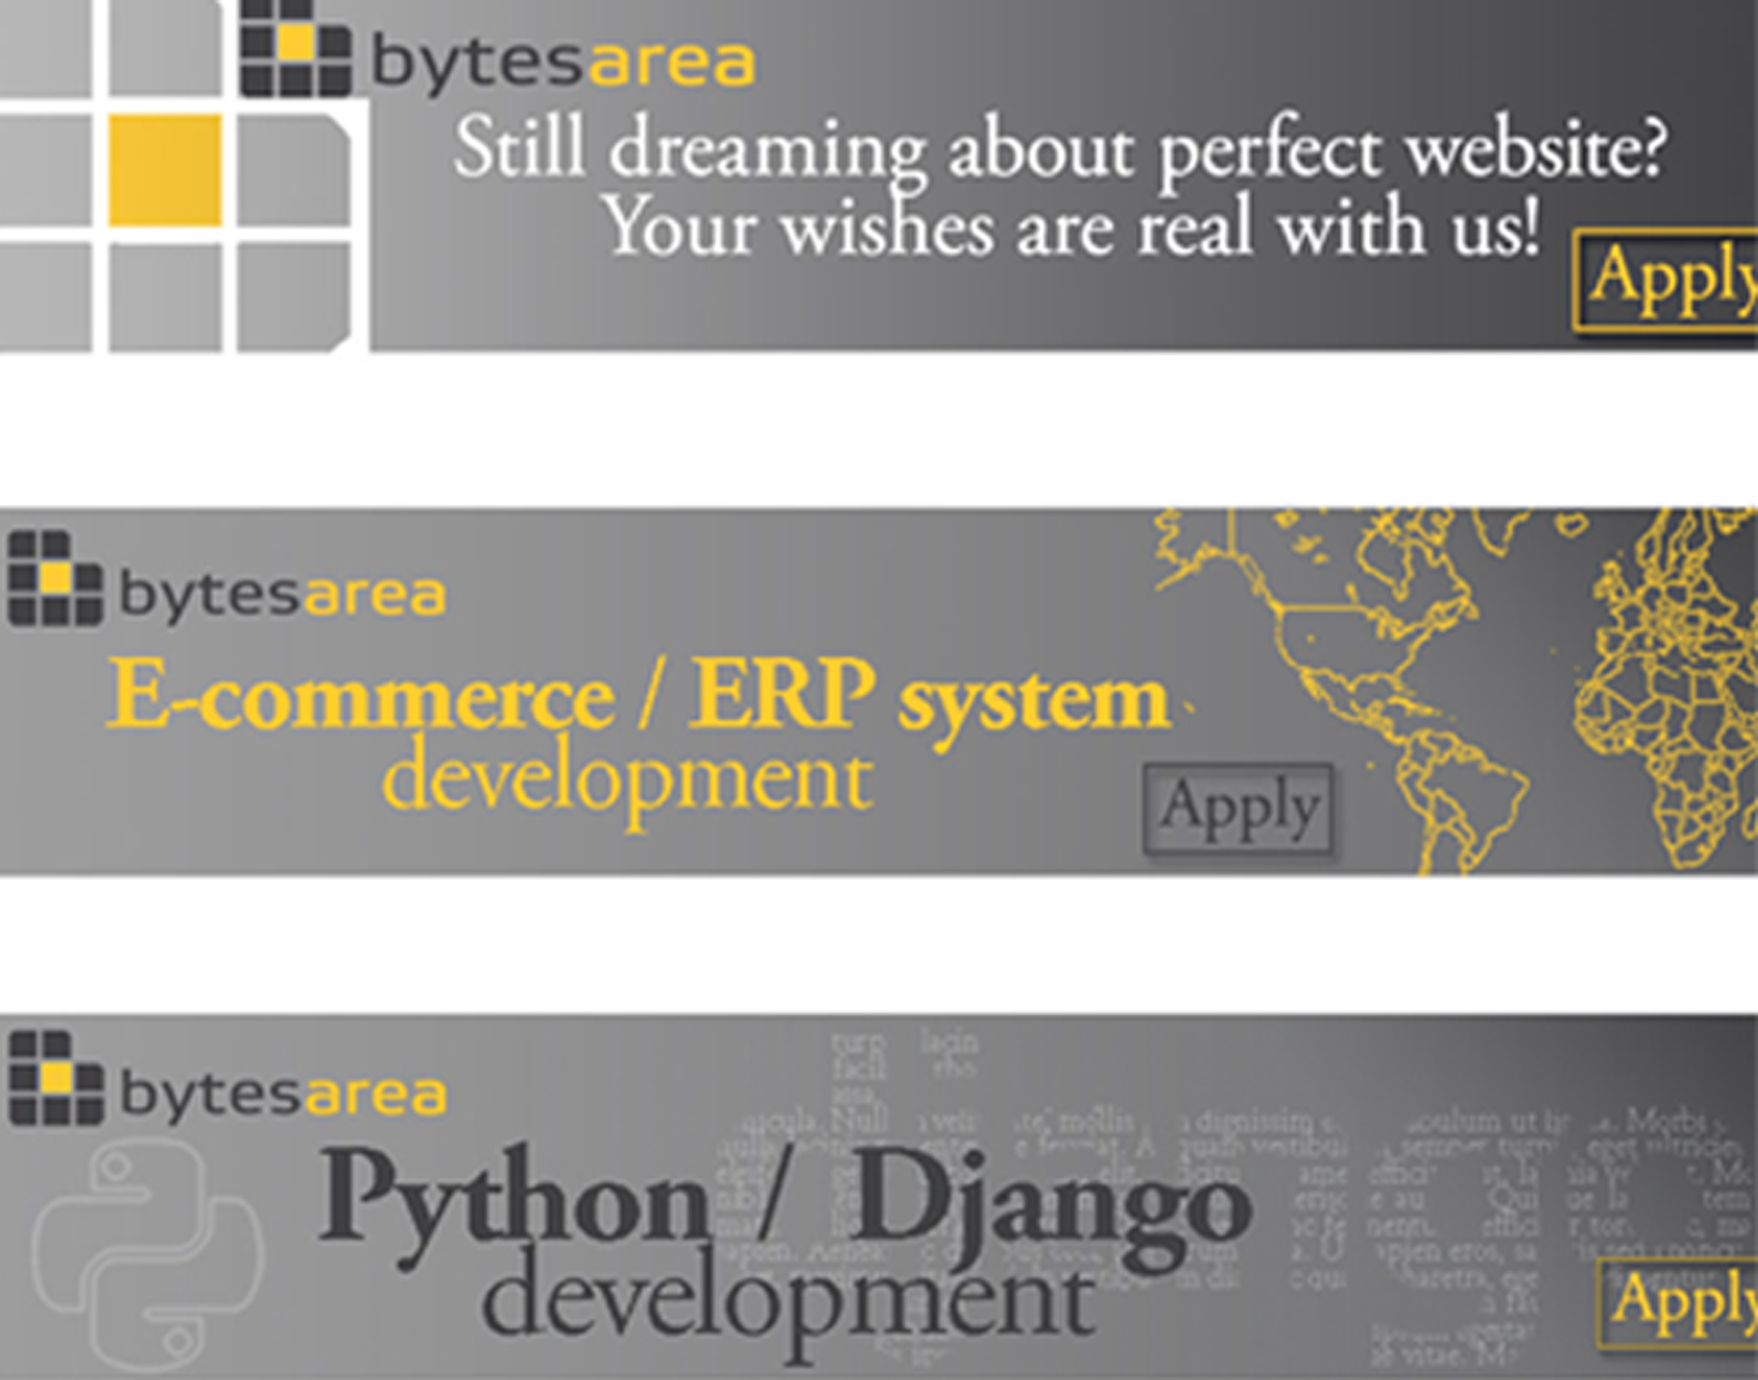 bytesarea
Still dreaming about perfect website?
Your wishes are real with us!
Apply
bytesarea
E-commerce / ERP system
development
Apply
bytesarea
Python / Django
development
Apply